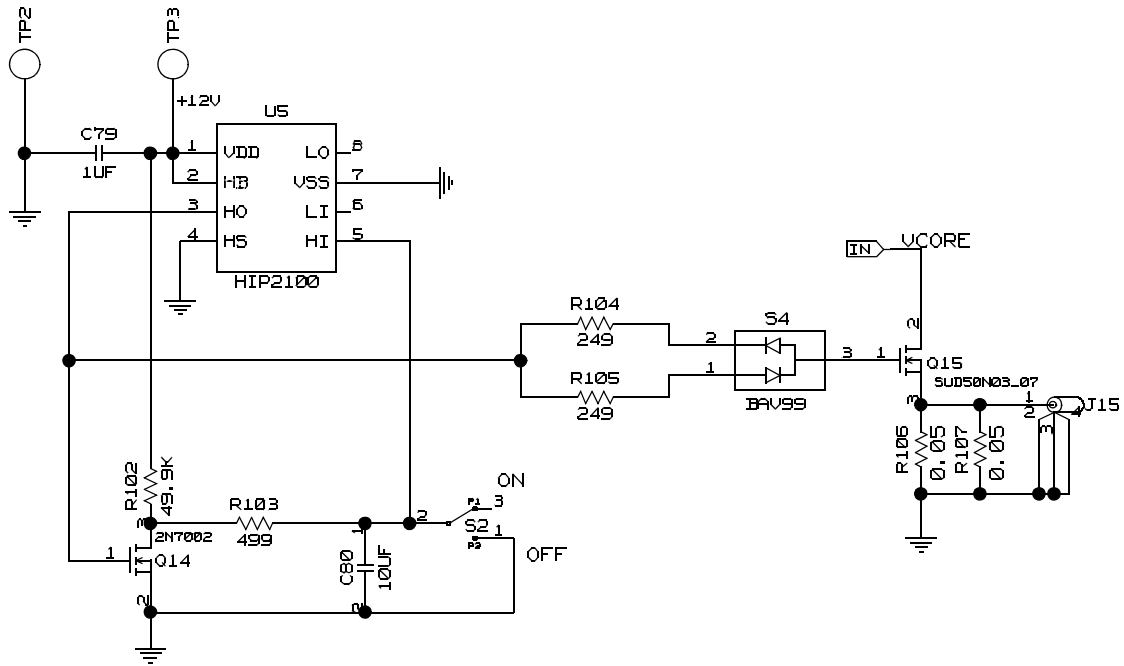 TP2
TP3
+12V
U5
C79
1UF
1
VDD
LO
8
2
HB
VSS
7
3
HO
LI
6
4
HS
HI
5
HIP2100
IN
VCORE
R104
249
S4
2
2
3
1
Q15
R105
249
1
BAV99
SUD50N03_07
3
1
2
J15
3
4
R106
0.05
R107
0.05
R102
49.9K
R103
499
ON
P1
3
2
S2
1
P2
OFF
3
2N7002
1
Q14
2
1
C80
10UF
2